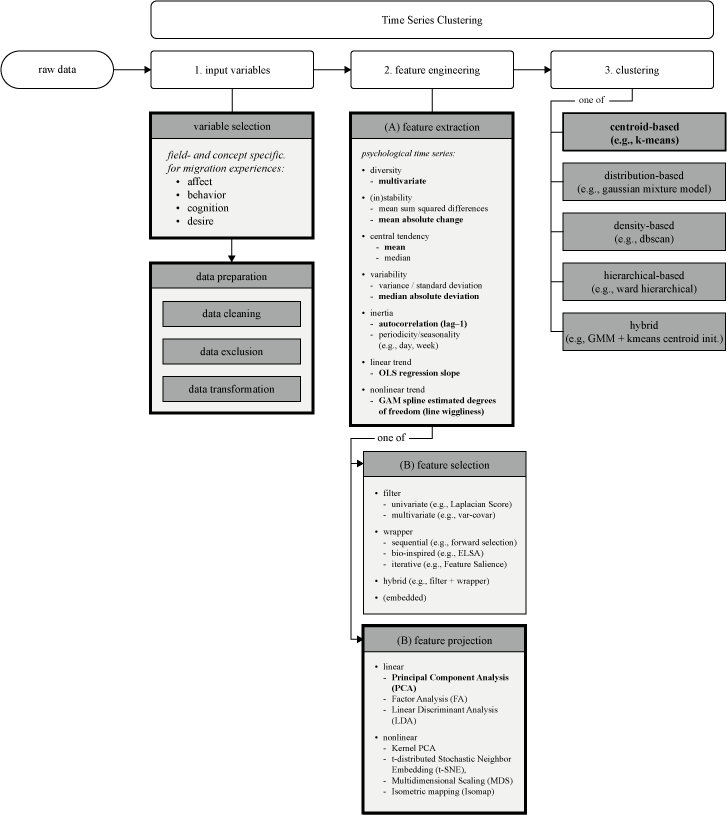 Time Series Clustering
raw data
1. input variables
2. feature engineering
3. clustering
variable selection
field- and concept specific.
for migration experiences:
• affect
• behavior
• cognition
• desire
data preparation
data cleaning
data exclusion
data transformation
(A) feature extraction
psychological time series:
• diversity
- multivariate
• (in)stability
- mean sum squared differences
- mean absolute change
• central tendency
- mean
- median
• variability
- variance / standard deviation
- median absolute deviation
• inertia
- autocorrelation (lag–1)
- periodicity/seasonality
(e.g., day, week)
• linear trend
- OLS regression slope
• nonlinear trend
- GAM spline estimated degrees
of freedom (line wiggliness)
one of
(B) feature selection
• filter
- univariate (e.g., Laplacian Score)
- multivariate (e.g., var-covar)
• wrapper
- sequential (e.g., forward selection)
- bio-inspired (e.g., ELSA)
- iterative (e.g., Feature Salience)
• hybrid (e.g., filter + wrapper)
• (embedded)
(B) feature projection
• linear
- Principal Component Analysis
(PCA)
- Factor Analysis (FA)
- Linear Discriminant Analysis
(LDA)
• nonlinear
- Kernel PCA
- t-distributed Stochastic Neighbor
Embedding (t-SNE),
- Multidimensional Scaling (MDS)
- Isometric mapping (Isomap)
one of
centroid-based
(e.g., k-means)
distribution-based
(e.g., gaussian mixture model)
density-based
(e.g., dbscan)
hierarchical-based
(e.g., ward hierarchical)
hybrid
(e.g, GMM + kmeans centroid init.)